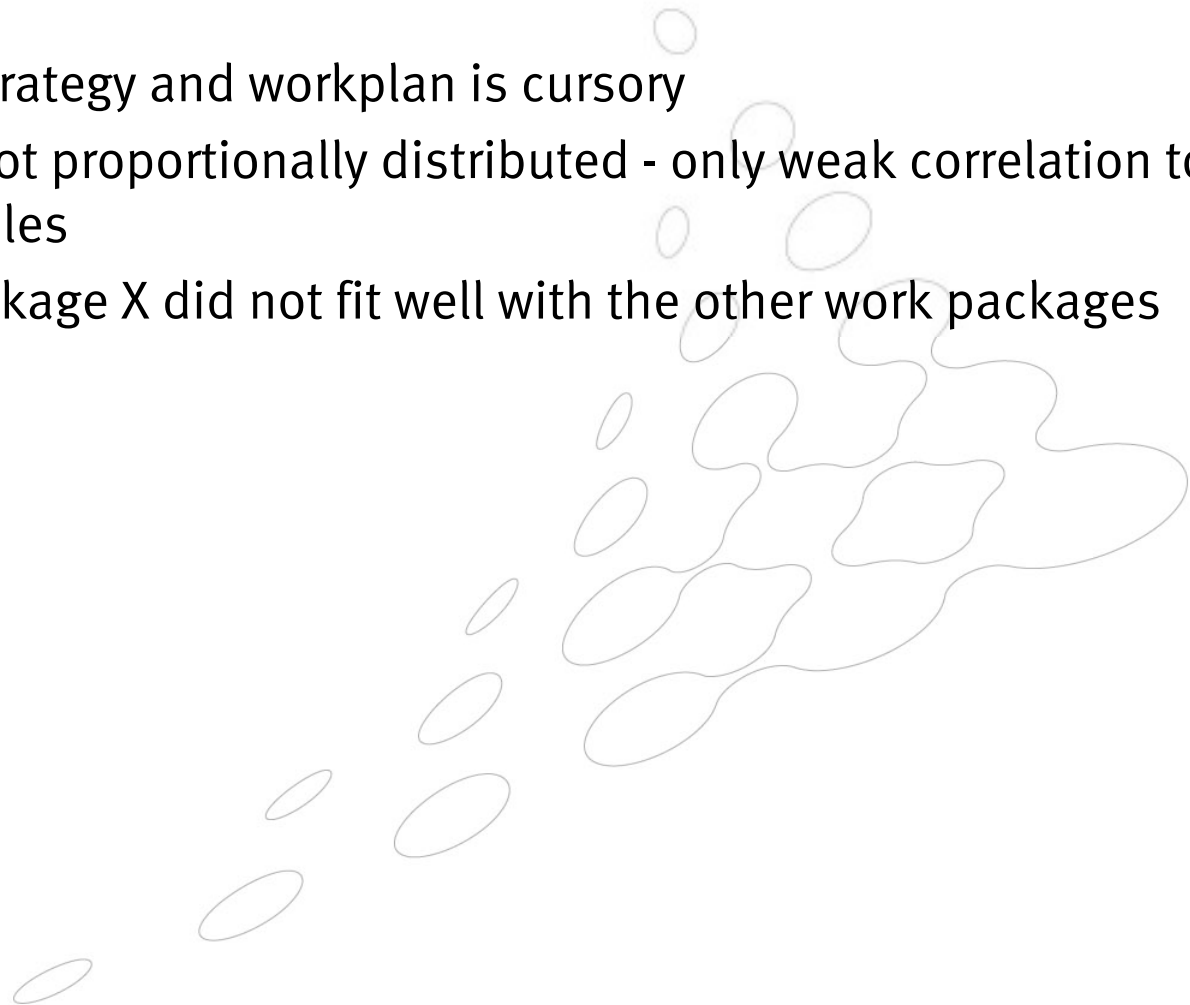 rategy and workplan is cursory
ot proportionally distributed - only weak correlation to
les
kage X did not fit well with the other work packages